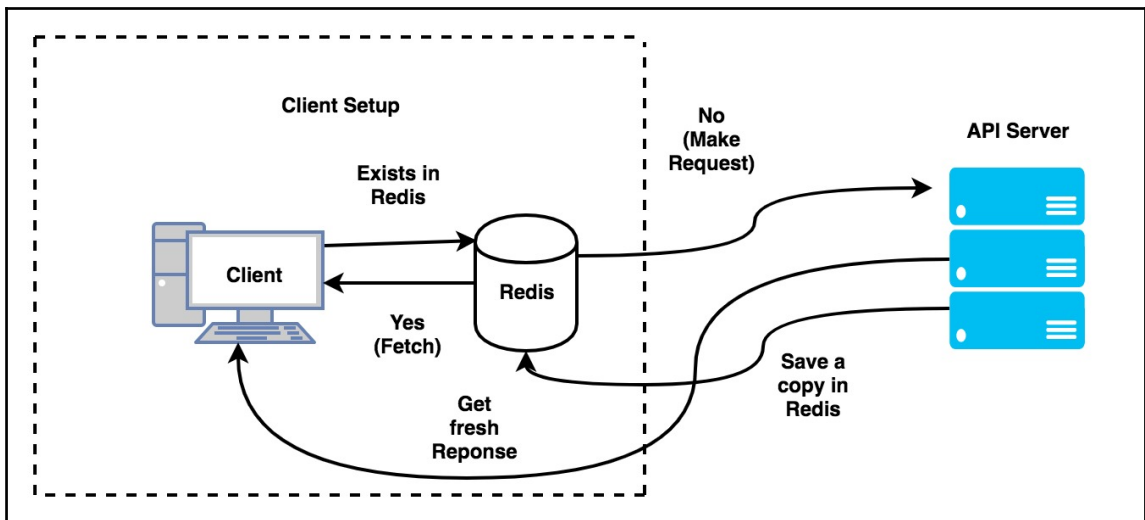 Client Setup
No
(Make
Request)
API Server
Exists in
Redis
Client
Redis
Yes
(Fetch)
Get
fresh
Reponse
Save a
copy in
Redis